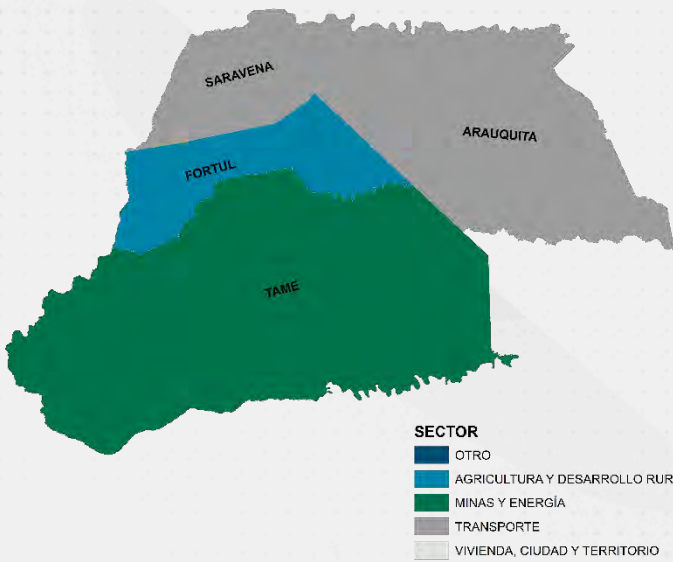 SARAVENA
ARAUQUITA
FORTUL
TAME
SECTOR
OTRO
AGRICULTURA Y DESARROLLO RUR
MINAS Y ENERGÍA
TRANSPORTE
VIVIENDA, CIUDAD Y TERRITORIO